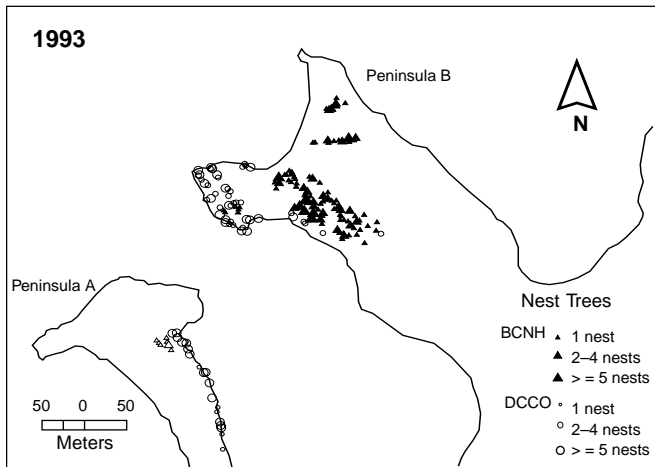 1993
Peninsula B
N
Peninsula A
Nest Trees
BCNH
1 nest
2–4 nests
> = 5 nests
DCCO
1 nest
2–4 nests
> = 5 nests
50 0 50
Meters